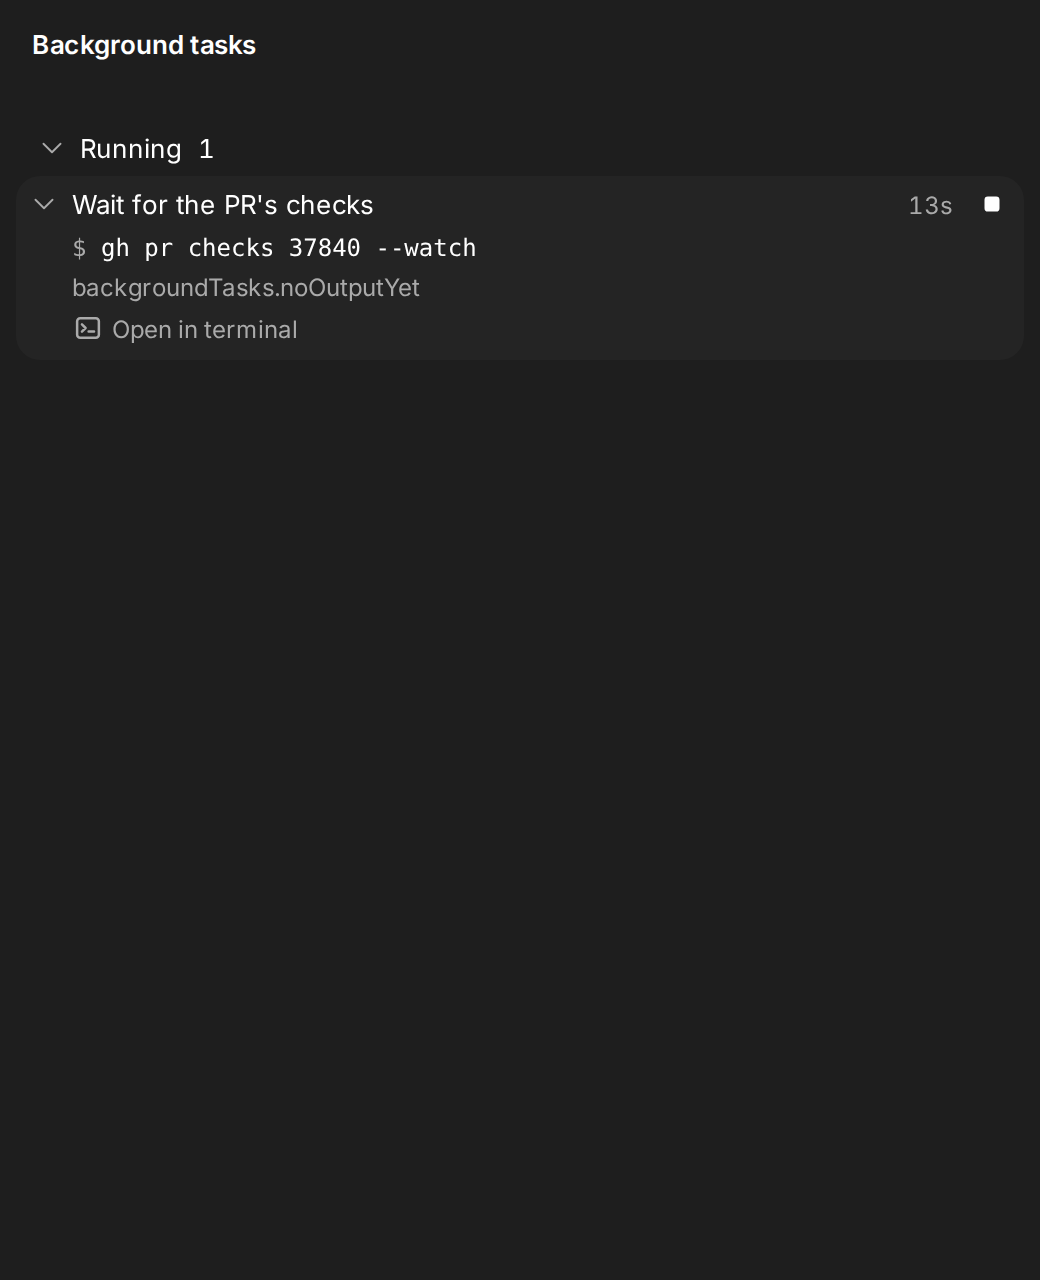 Background tasks
Running 1
Wait for the PR's checks 13s
$ gh pr checks 37840 --watch
backgroundTasks.noOutputYet
Open in terminal